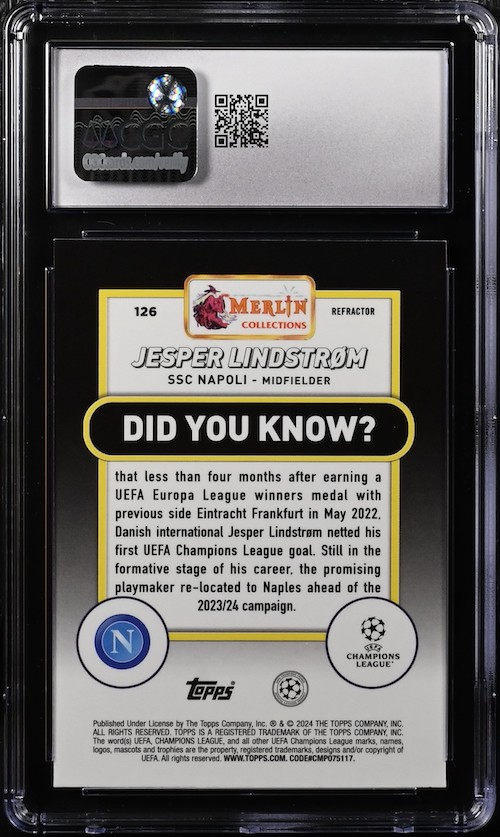 CGC
CGCcards.com/verify
126
MERLIN
COLLECTIONS
REFRACTOR
JESPER LINDSTRØM
SSC NAPOLI - MIDFIELDER
DID YOU KNOW?
that less than four months after earning a
UEFA Europa League winners medal with
previous side Eintracht Frankfurt in May 2022,
Danish international Jesper Lindstrøm netted his
first UEFA Champions League goal. Still in the
formative stage of his career, the promising
playmaker re-located to Naples ahead of the
2023/24 campaign.
N
UEFA
CHAMPIONS
LEAGUE®
topps®
Published Under License by The Topps Company, Inc. ® & © 2024 THE TOPPS COMPANY, INC.
ALL RIGHTS RESERVED. TOPPS IS A REGISTERED TRADEMARK OF THE TOPPS COMPANY, INC.
The word(s) UEFA, CHAMPIONS LEAGUE, and all other UEFA Champions League marks, names,
logos, mascots and trophies are the property, registered trademarks, designs and/or copyright of
UEFA. All rights reserved. WWW.TOPPS.COM. CODE#CMP075117.